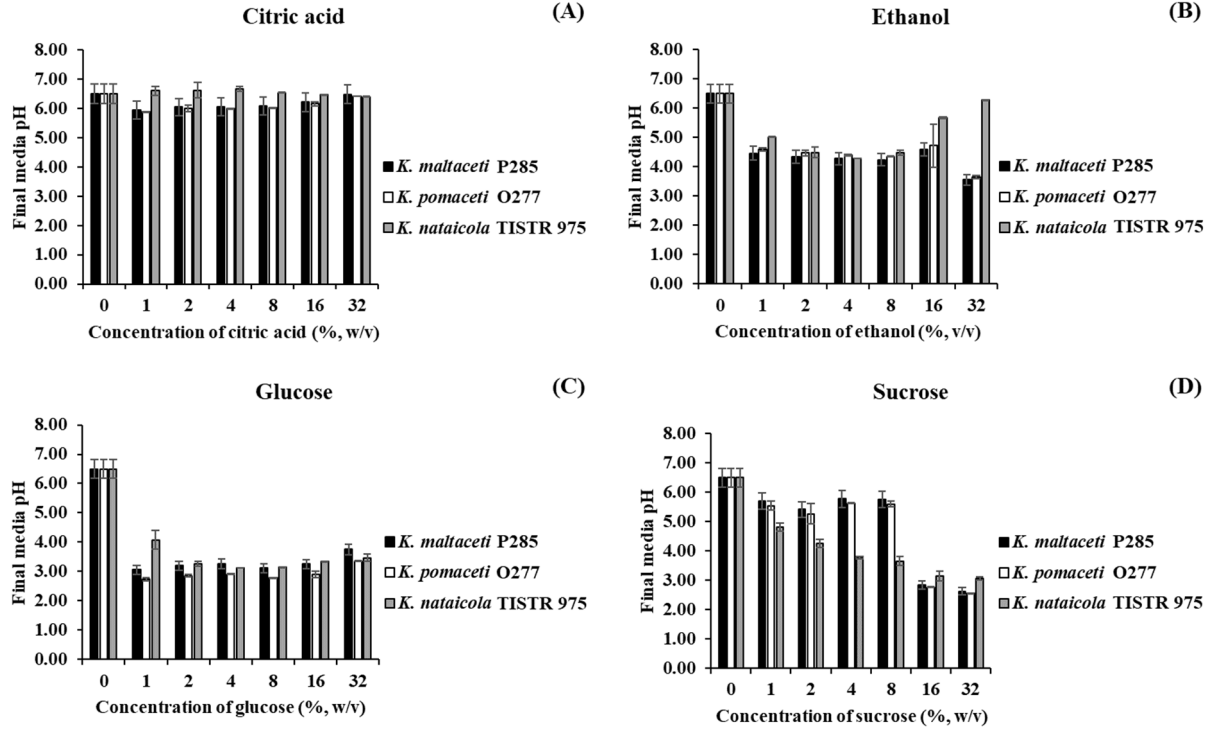 Citric acid
(A)
8.00
7.00
6.00
5.00
4.00
3.00
2.00
1.00
0.00
Final media pH
0 1 2 4 8 16 32
Concentration of citric acid (%, w/v)
K. maltaceti P285
K. pomaceti O277
K. nataicola TISTR 975
Ethanol
(B)
8.00
7.00
6.00
5.00
4.00
3.00
2.00
1.00
0.00
Final media pH
0 1 2 4 8 16 32
Concentration of ethanol (%, v/v)
K. maltaceti P285
K. pomaceti O277
K. nataicola TISTR 975
Glucose
(C)
8.00
7.00
6.00
5.00
4.00
3.00
2.00
1.00
0.00
Final media pH
0 1 2 4 8 16 32
Concentration of glucose (%, w/v)
K. maltaceti P285
K. pomaceti O277
K. nataicola TISTR 975
Sucrose
(D)
8.00
7.00
6.00
5.00
4.00
3.00
2.00
1.00
0.00
Final media pH
0 1 2 4 8 16 32
Concentration of sucrose (%, w/v)
K. maltaceti P285
K. pomaceti O277
K. nataicola TISTR 975